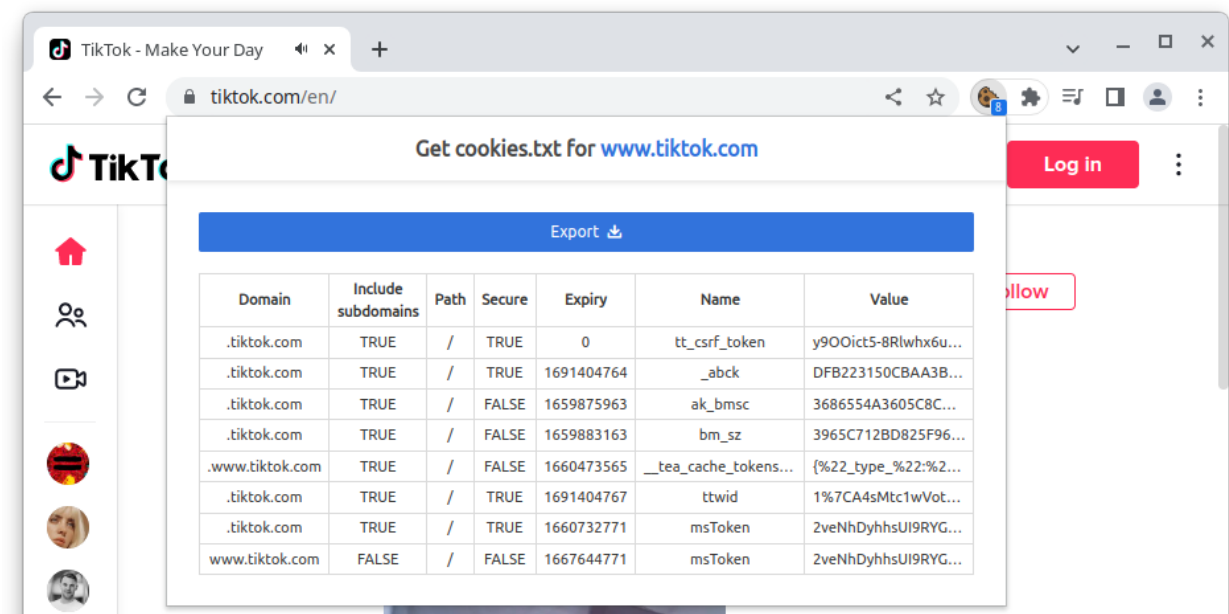 TikTok - Make Your Day
tiktok.com/en/
8
Get cookies.txt for www.tiktok.com
TikTo
Log in
Export
ollow
Domain Include subdomains Path Secure Expiry Name Value
.tiktok.com TRUE / TRUE 0 tt_csrf_token y9OOict5-8Rlwhx6u...
.tiktok.com TRUE / TRUE 1691404764 _abck DFB223150CBAA3B...
.tiktok.com TRUE / FALSE 1659875963 ak_bmsc 3686554A3605C8C...
.tiktok.com TRUE / FALSE 1659883163 bm_sz 3965C712BD825F96...
.www.tiktok.com TRUE / FALSE 1660473565 __tea_cache_tokens... {%22_type_%22:%2...
.tiktok.com TRUE / TRUE 1691404767 ttwid 1%7CA4sMtc1wVot...
.tiktok.com TRUE / TRUE 1660732771 msToken 2veNhDyhhsUI9RYG...
www.tiktok.com FALSE / FALSE 1667644771 msToken 2veNhDyhhsUI9RYG...